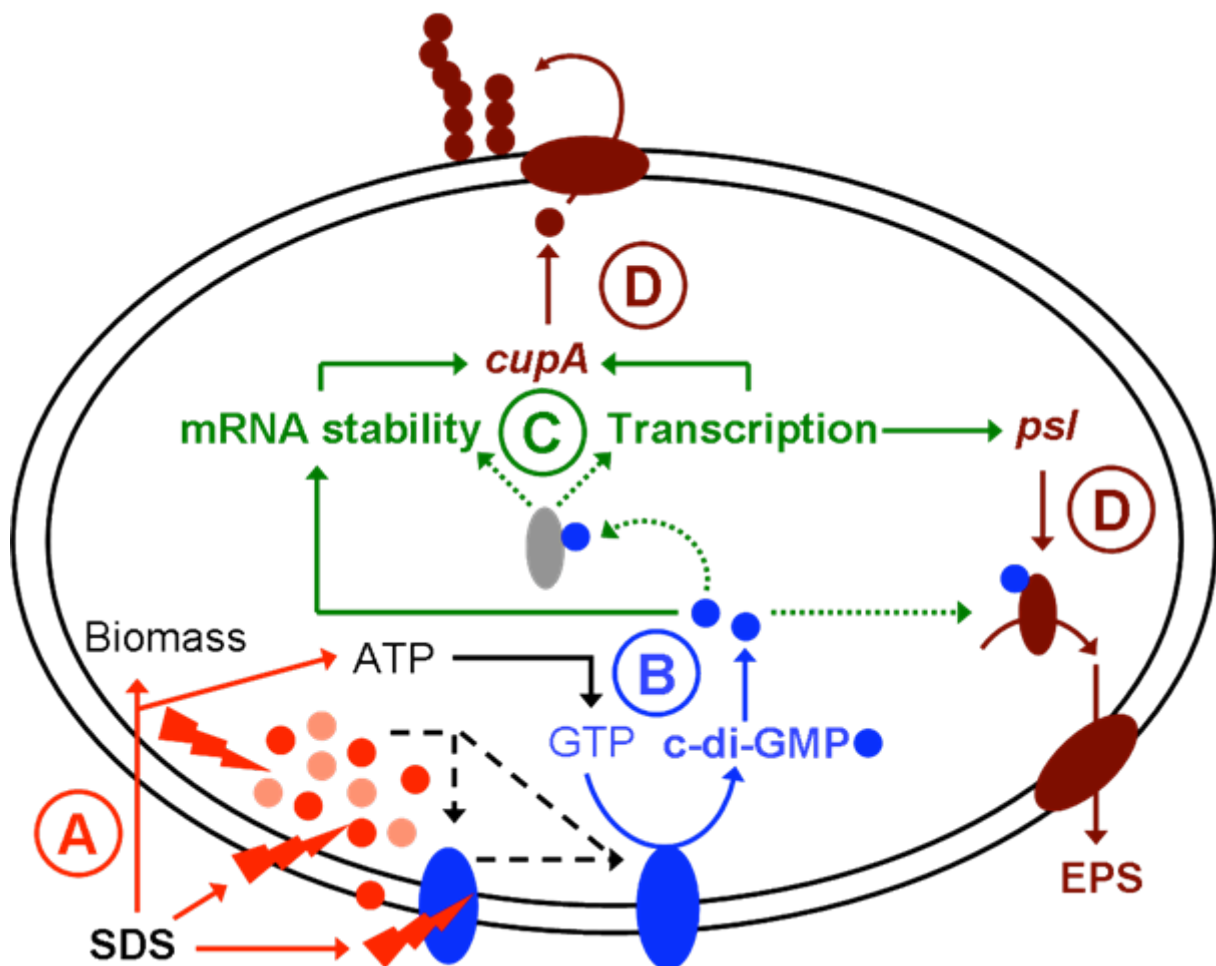 D
cupA
mRNA stability C Transcription psl
D
Biomass ATP B
GTP c-di-GMP
A
SDS EPS